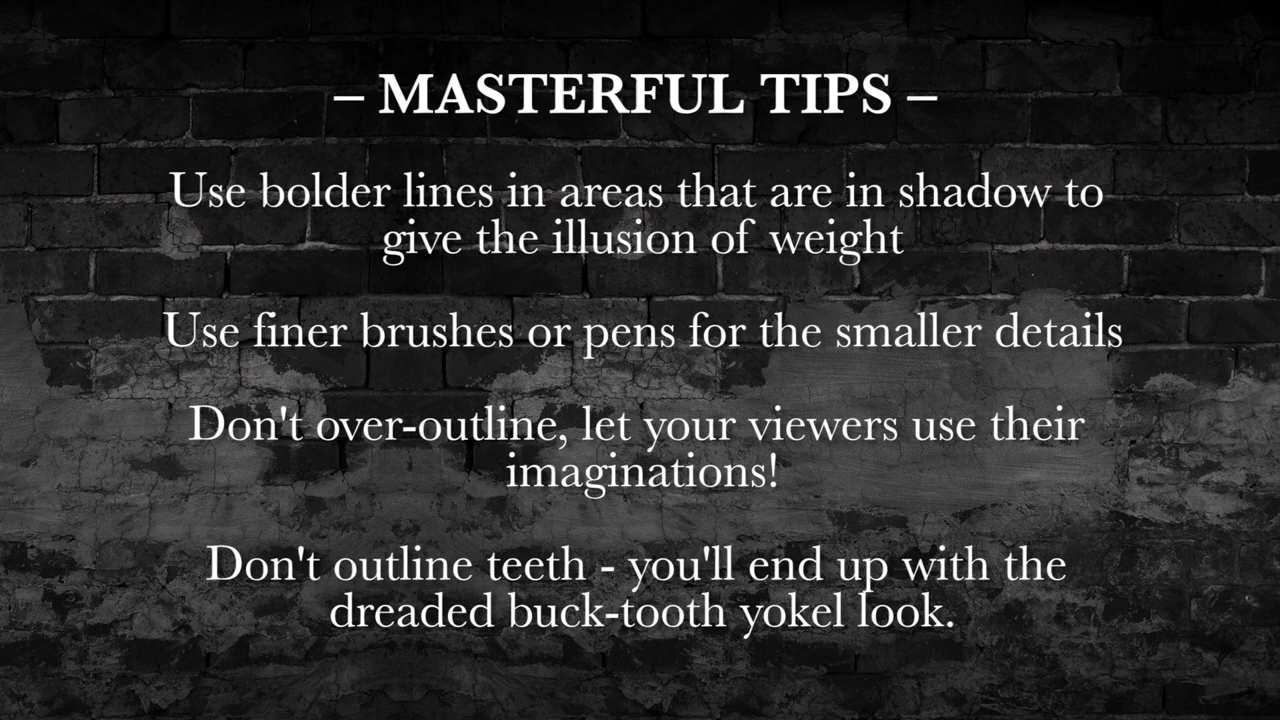 – MASTERFUL TIPS –
Use bolder lines in areas that are in shadow to
give the illusion of weight
Use finer brushes or pens for the smaller details
Don't over-outline, let your viewers use their
imaginations!
Don't outline teeth - you'll end up with the
dreaded buck-tooth yokel look.